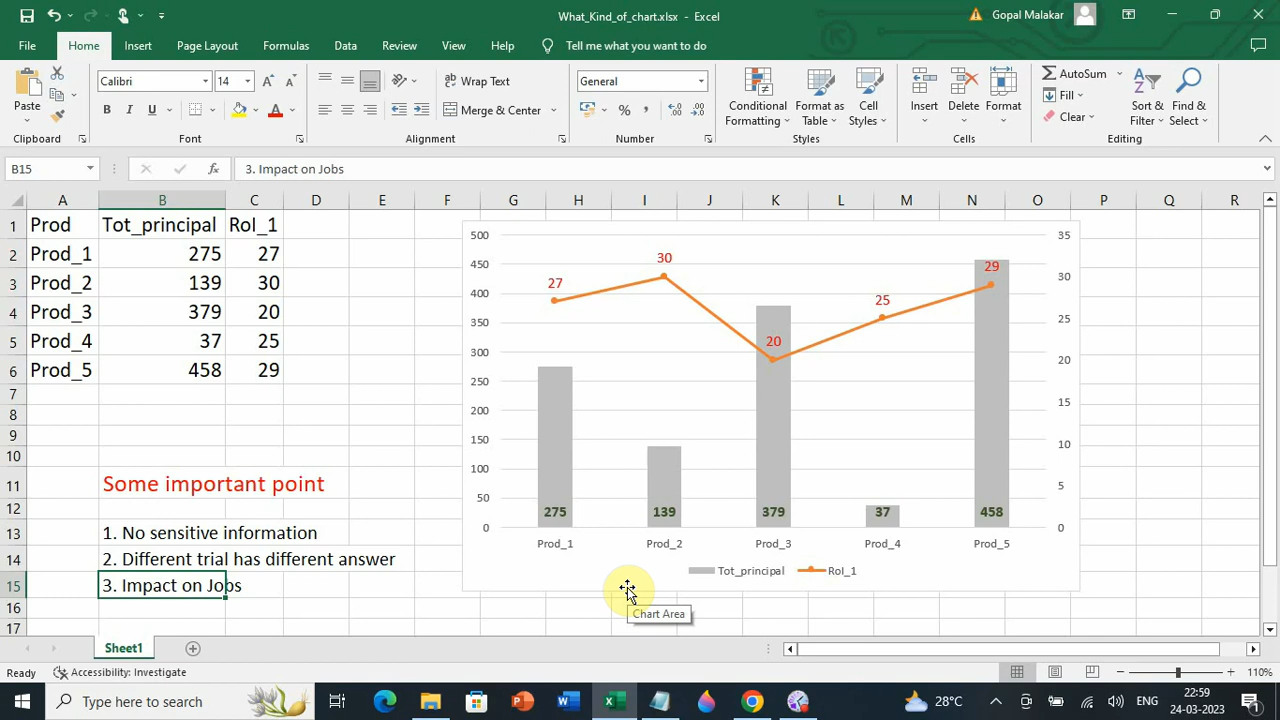 What_Kind_of_chart.xlsx - Excel
Gopal Malakar
File Home Insert Page Layout Formulas Data Review View Help Tell me what you want to do
Paste
Calibri 14
B I U
Wrap Text
Merge & Center
General
Conditional Formatting
Format as Table
Cell Styles
Insert Delete Format
AutoSum
Fill
Clear
Sort & Filter
Find & Select
Clipboard Font Alignment Number Styles Cells Editing
B15 fx 3. Impact on Jobs
A B C D E F G H I J K L M N O P Q R
1 Prod Tot_principal RoI_1
2 Prod_1 275 27
3 Prod_2 139 30
4 Prod_3 379 20
5 Prod_4 37 25
6 Prod_5 458 29
7
8
9
10
11 Some important point
12
13 1. No sensitive information
14 2. Different trial has different answer
15 3. Impact on Jobs
16
17
500
450
400
350
300
250
200
150
100
50
0
35
30
25
20
15
10
5
0
27 30 20 25 29
275 139 379 37 458
Prod_1 Prod_2 Prod_3 Prod_4 Prod_5
Tot_principal RoI_1
Chart Area
Sheet1
Ready Accessibility: Investigate 110%
Type here to search
28°C
ENG
22:59
24-03-2023
1